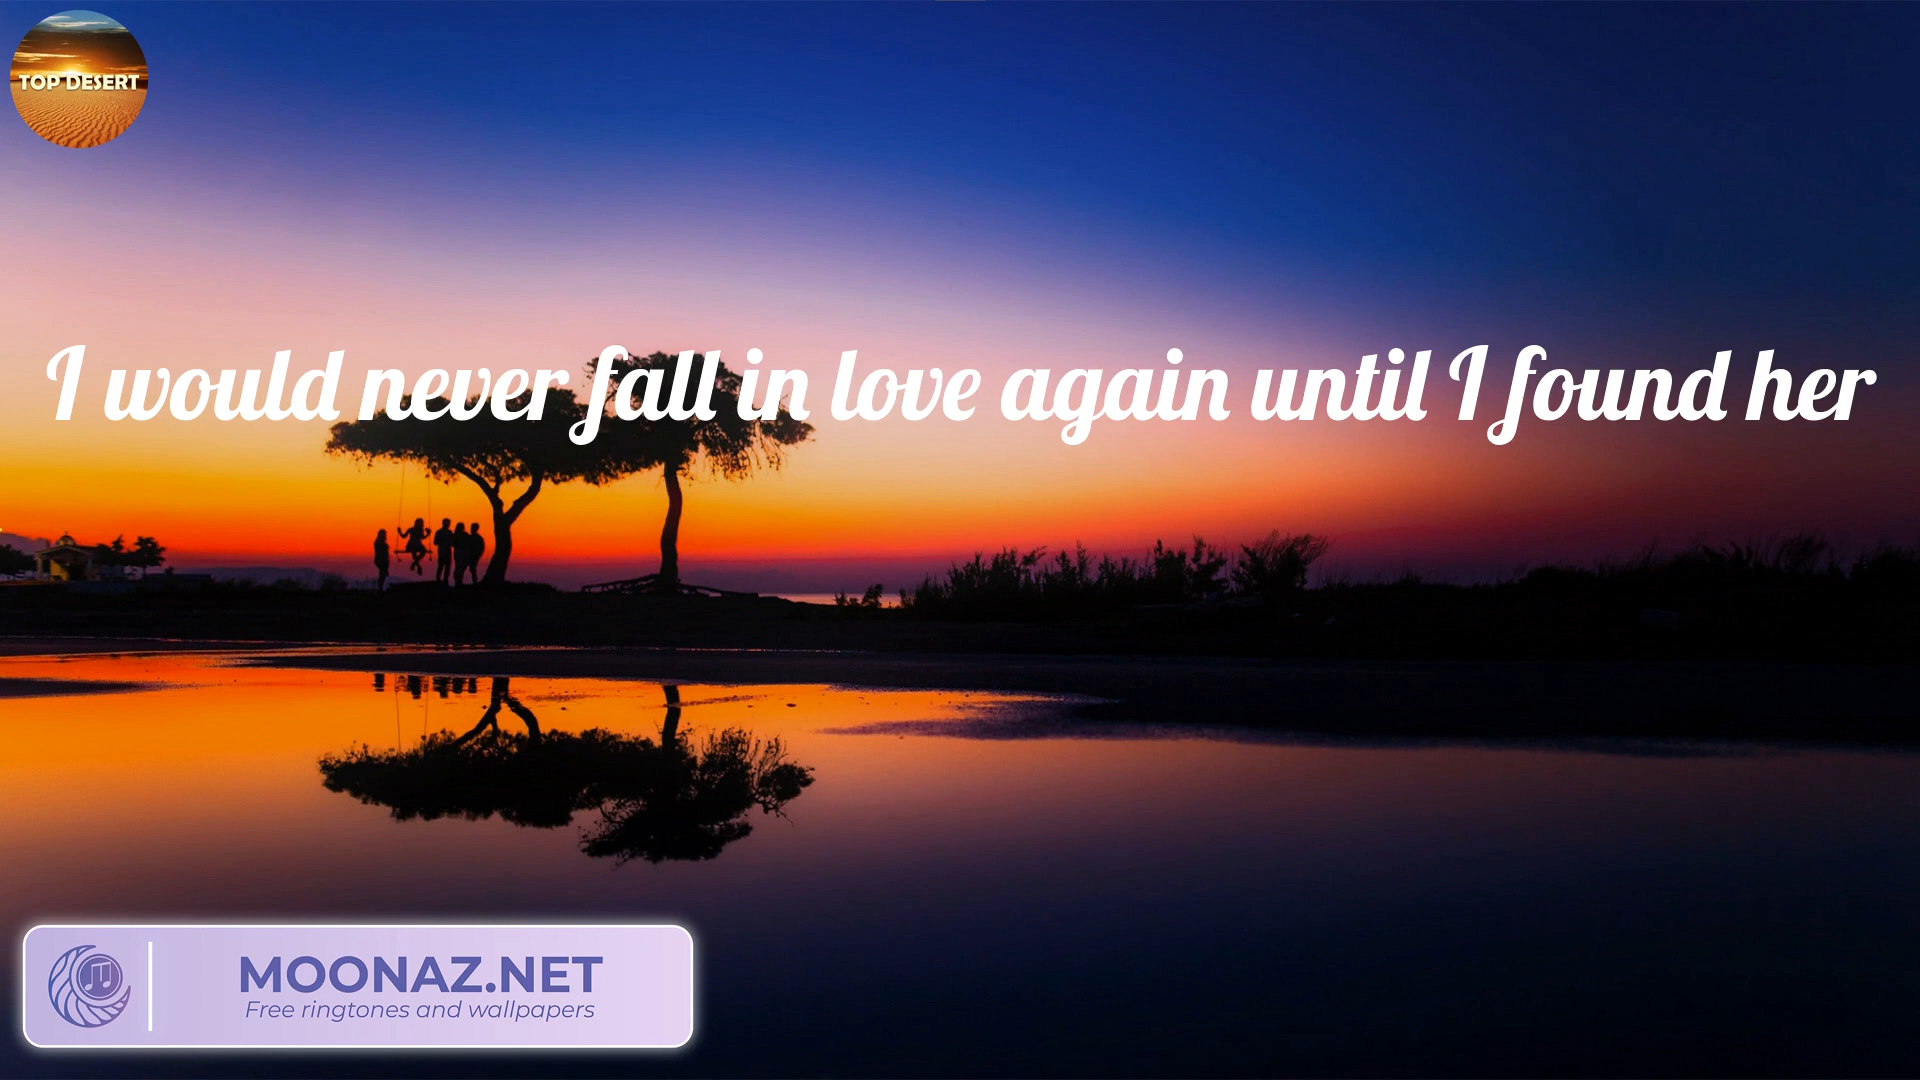 TOP DESERT
I would never fall in love again until I found her
MOONAZ.NET
Free ringtones and wallpapers